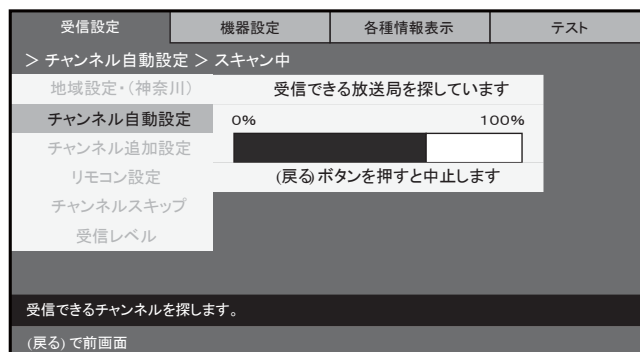 受信設定
機器設定
各種情報表示
テスト
＞ チャンネル自動設定 ＞ スキャン中
地域設定・(神奈川)
受信できる放送局を探しています
チャンネル自動設定
0%
100%
チャンネル追加設定
リモコン設定
(戻る) ボタンを押すと中止します
チャンネルスキップ
受信レベル
受信できるチャンネルを探します。
(戻る) で前画面